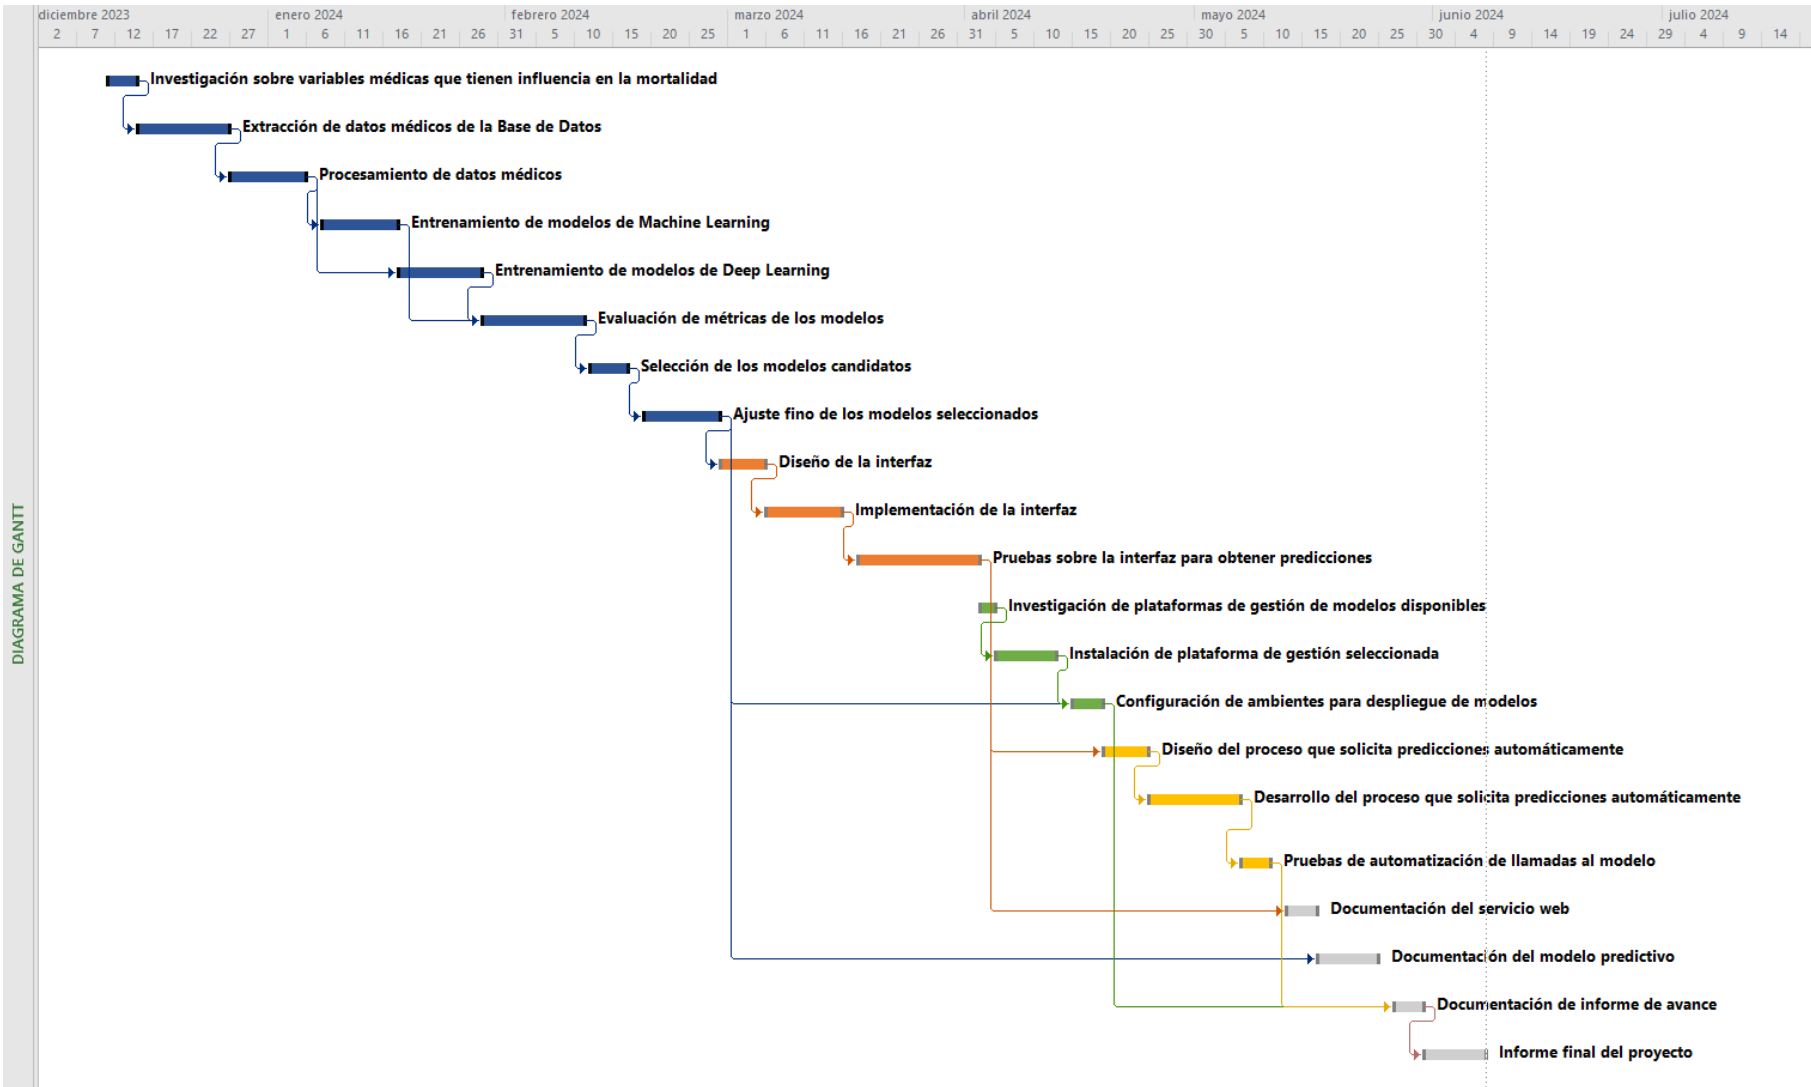 diciembre 2023 enero 2024 febrero 2024 marzo 2024 abril 2024 mayo 2024 junio 2024 julio 2024
2 7 12 17 22 27 1 6 11 16 21 26 31 5 10 15 20 25 1 6 11 16 21 26 31 5 10 15 20 25 30 5 10 15 20 25 30 4 9 14 19 24 29 4 9 14
DIAGRAMA DE GANTT
Investigación sobre variables médicas que tienen influencia en la mortalidad
Extracción de datos médicos de la Base de Datos
Procesamiento de datos médicos
Entrenamiento de modelos de Machine Learning
Entrenamiento de modelos de Deep Learning
Evaluación de métricas de los modelos
Selección de los modelos candidatos
Ajuste fino de los modelos seleccionados
Diseño de la interfaz
Implementación de la interfaz
Pruebas sobre la interfaz para obtener predicciones
Investigación de plataformas de gestión de modelos disponibles
Instalación de plataforma de gestión seleccionada
Configuración de ambientes para despliegue de modelos
Diseño del proceso que solicita predicciones automáticamente
Desarrollo del proceso que solicita predicciones automáticamente
Pruebas de automatización de llamadas al modelo
Documentación del servicio web
Documentación del modelo predictivo
Documentación de informe de avance
Informe final del proyecto